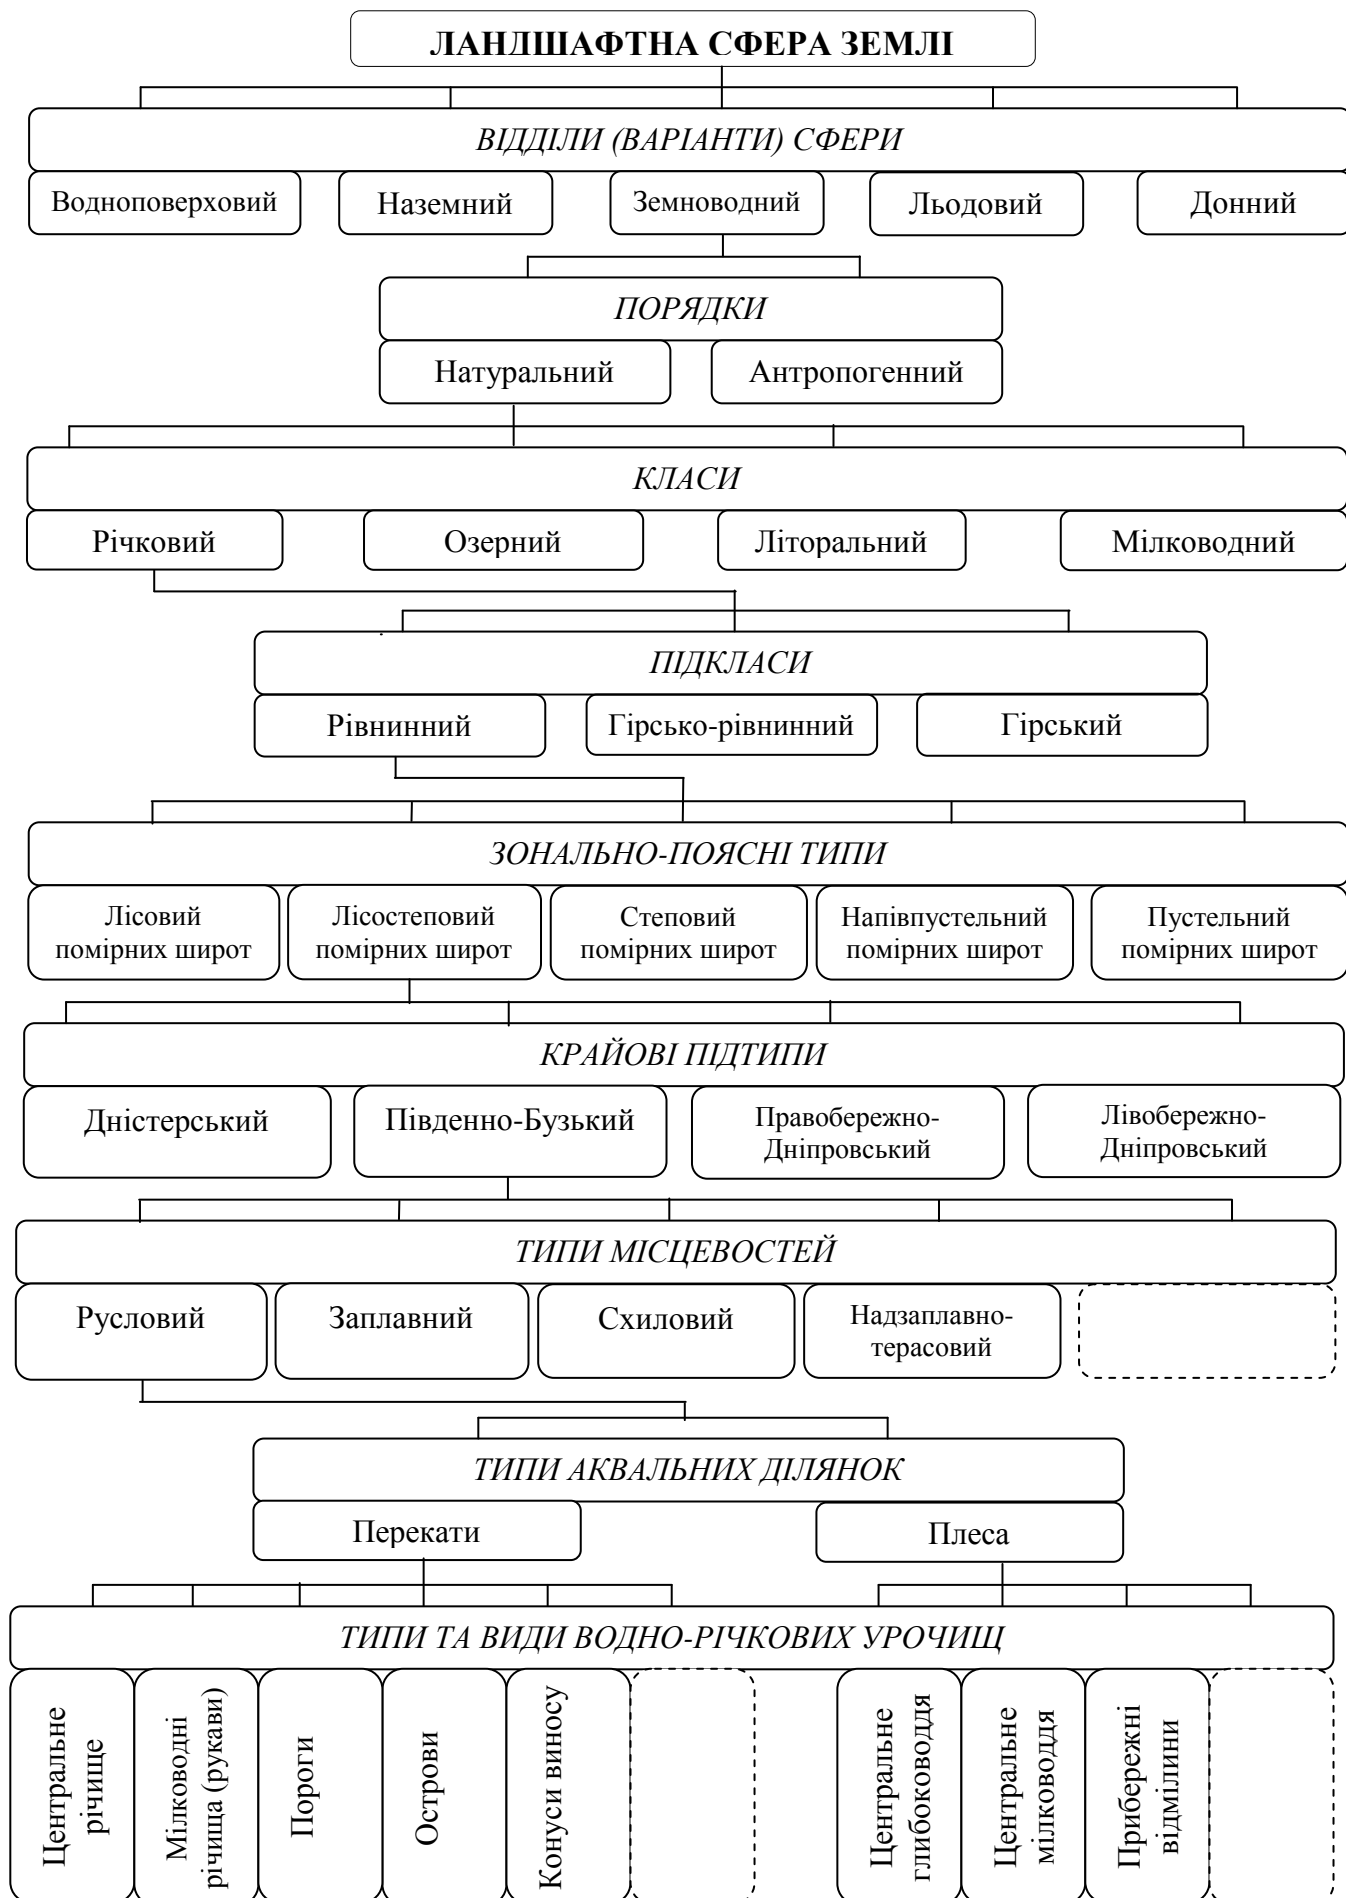 ЛАНДШАФТНА СФЕРА ЗЕМЛІ
ВІДДІЛИ (ВАРІАНТИ) СФЕРИ
Водноповерховий
Наземний
Земноводний
Льодовий
Донний
ПОРЯДКИ
Натуральний
Антропогенний
КЛАСИ
Річковий
Озерний
Літоральний
Мілководний
ПІДКЛАСИ
Рівнинний
Гірсько-рівнинний
Гірський
ЗОНАЛЬНО-ПОЯСНІ ТИПИ
Лісовий
помірних широт
Лісостеповий
помірних широт
Степовий
помірних широт
Напівпустельний
помірних широт
Пустельний
помірних широт
КРАЙОВІ ПІДТИПИ
Дністерський
Південно-Бузький
Правобережно-
Дніпровський
Лівобережно-
Дніпровський
ТИПИ МІСЦЕВОСТЕЙ
Русловий
Заплавний
Схиловий
Надзаплавно-
терасовий
ТИПИ АКВАЛЬНИХ ДІЛЯНОК
Перекати
Плеса
ТИПИ ТА ВИДИ ВОДНО-РІЧКОВИХ УРОЧИЩ
Центральне
річище
Мілководні
річища (рукави)
Пороги
Острови
Конуси виносу
Центральне
глибоководдя
Центральне
мілководдя
Прибережні
відмілини